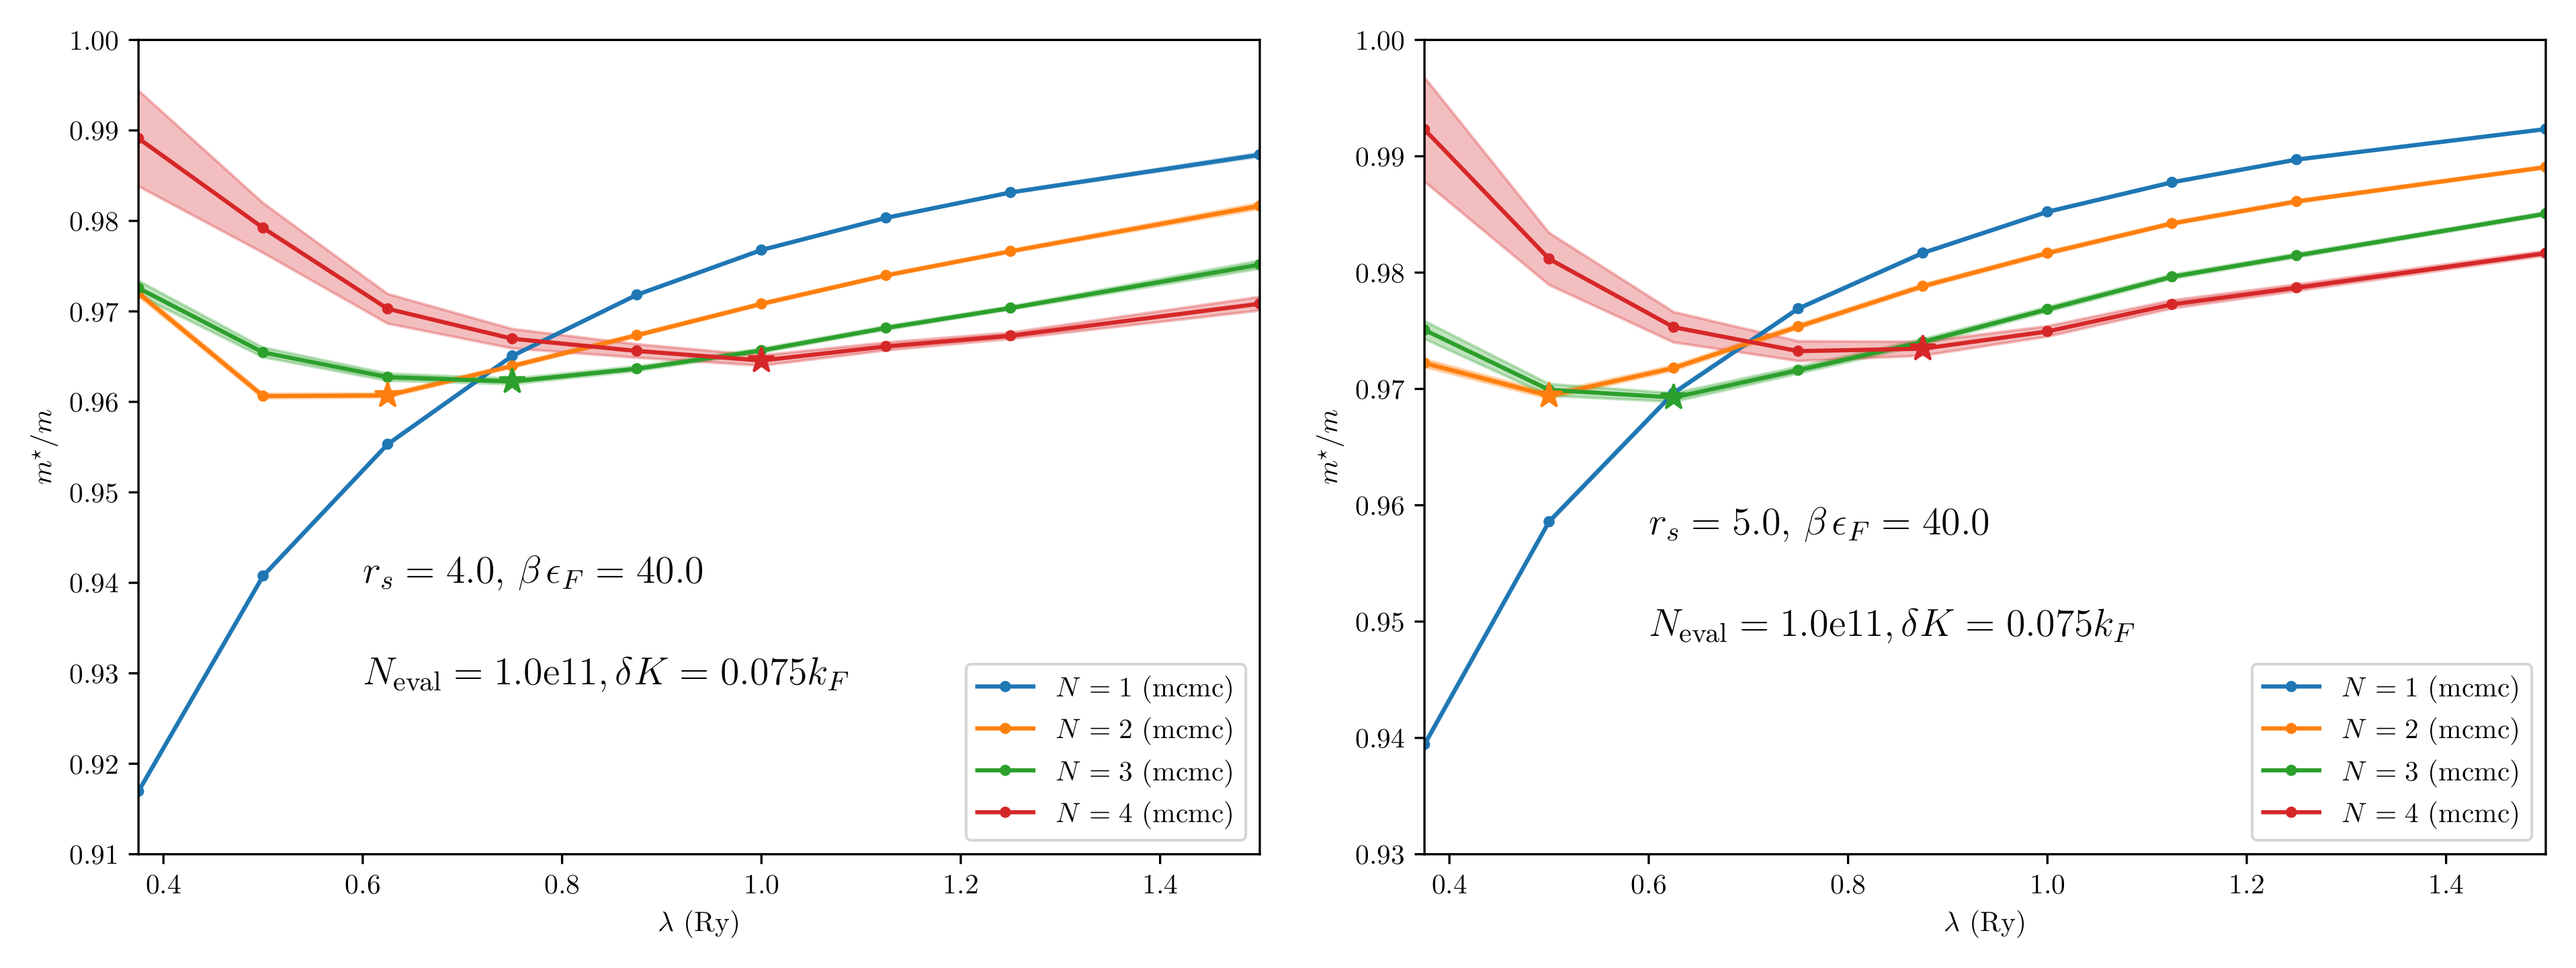 1.00
0.99
0.98
0.97
0.96
0.95
0.94
0.93
0.92
0.91
m⋆/m
0.4 0.6 0.8 1.0 1.2 1.4
λ (Ry)
r_s = 4.0, β ϵ_F = 40.0
N_eval = 1.0e11, δK = 0.075k_F
N = 1 (mcmc)
N = 2 (mcmc)
N = 3 (mcmc)
N = 4 (mcmc)
1.00
0.99
0.98
0.97
0.96
0.95
0.94
0.93
m⋆/m
0.4 0.6 0.8 1.0 1.2 1.4
λ (Ry)
r_s = 5.0, β ϵ_F = 40.0
N_eval = 1.0e11, δK = 0.075k_F
N = 1 (mcmc)
N = 2 (mcmc)
N = 3 (mcmc)
N = 4 (mcmc)